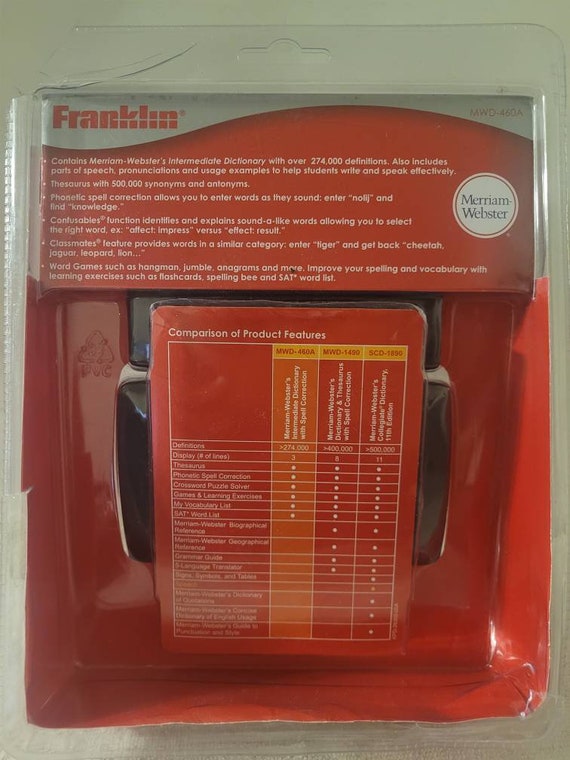 Franklin®
MWD-460A
• Contains Merriam-Webster's Intermediate Dictionary with over 274,000 definitions. Also includes
parts of speech, pronunciations and usage examples to help students write and speak effectively.
• Thesaurus with 500,000 synonyms and antonyms.
• Phonetic spell correction allows you to enter words as they sound: enter "nolij" and
find "knowledge."
• Confusables® function identifies and explains sound-a-like words allowing you to select
the right word, ex: "affect: impress" versus "effect: result."
• Classmates® feature provides words in a similar category: enter "tiger" and get back "cheetah,
jaguar, leopard, lion..."
• Word Games such as hangman, jumble, anagrams and more. Improve your spelling and vocabulary with
learning exercises such as flashcards, spelling bee and SAT* word list.
Merriam-
Webster
PVC
Comparison of Product Features
MWD-460A MWD-1490 SCD-1890
Merriam-Webster's
Intermediate Dictionary
with Spell Correction
Merriam-Webster's
Dictionary & Thesaurus
with Spell Correction
Merriam-Webster's
Collegiate® Dictionary,
11th Edition
Definitions >274,000 >400,000 >500,000
Display (# of lines) 3 8 11
Thesaurus • • •
Phonetic Spell Correction • • •
Crossword Puzzle Solver • • •
Games & Learning Exercises • • •
My Vocabulary List • • •
SAT* Word List • • •
Merriam-Webster Biographical
Reference • •
Merriam-Webster Geographical
Reference • •
Grammar Guide • •
5-Language Translator • •
Signs, Symbols, and Tables •
Merriam-Webster's Dictionary
of Quotations •
Merriam-Webster's Concise
Dictionary of English Usage •
Merriam-Webster's Guide to
Punctuation and Style •